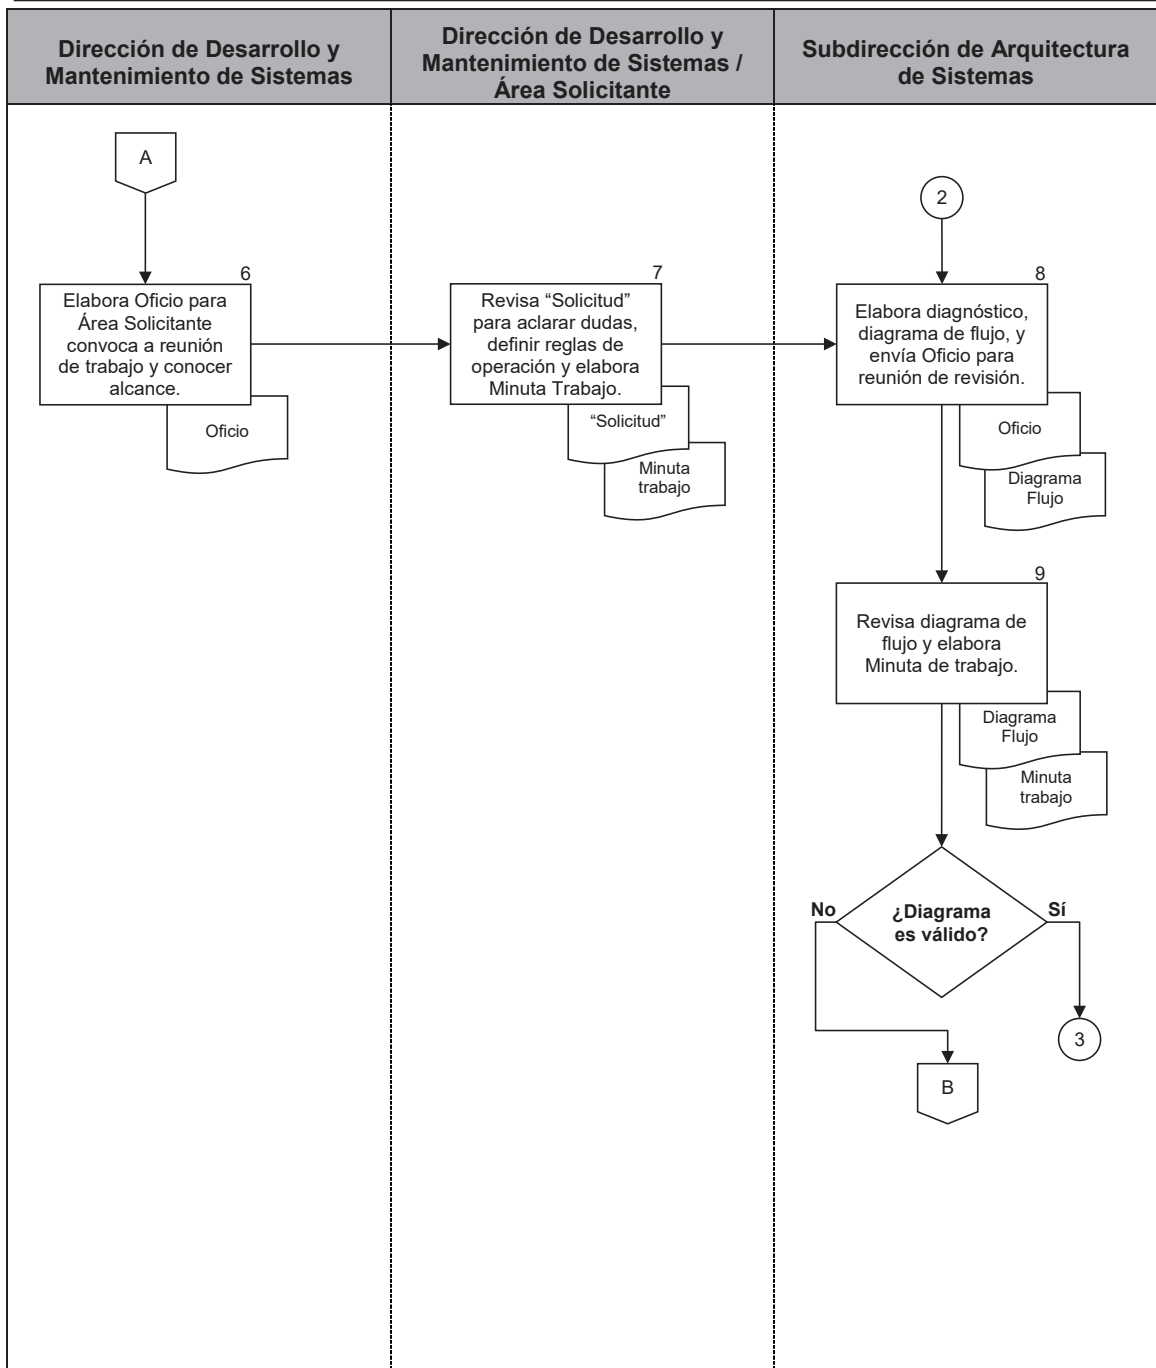 Dirección de Desarrollo y
Mantenimiento de Sistemas
Dirección de Desarrollo y
Mantenimiento de Sistemas /
Área Solicitante
Subdirección de Arquitectura
de Sistemas
A
6
Elabora Oficio para
Área Solicitante
convoca a reunión
de trabajo y conocer
alcance.
Oficio
7
Revisa “Solicitud”
para aclarar dudas,
definir reglas de
operación y elabora
Minuta Trabajo.
“Solicitud”
Minuta
trabajo
2
8
Elabora diagnóstico,
diagrama de flujo, y
envía Oficio para
reunión de revisión.
Oficio
Diagrama
Flujo
9
Revisa diagrama de
flujo y elabora
Minuta de trabajo.
Diagrama
Flujo
Minuta
trabajo
No
¿Diagrama
es válido?
Sí
3
B